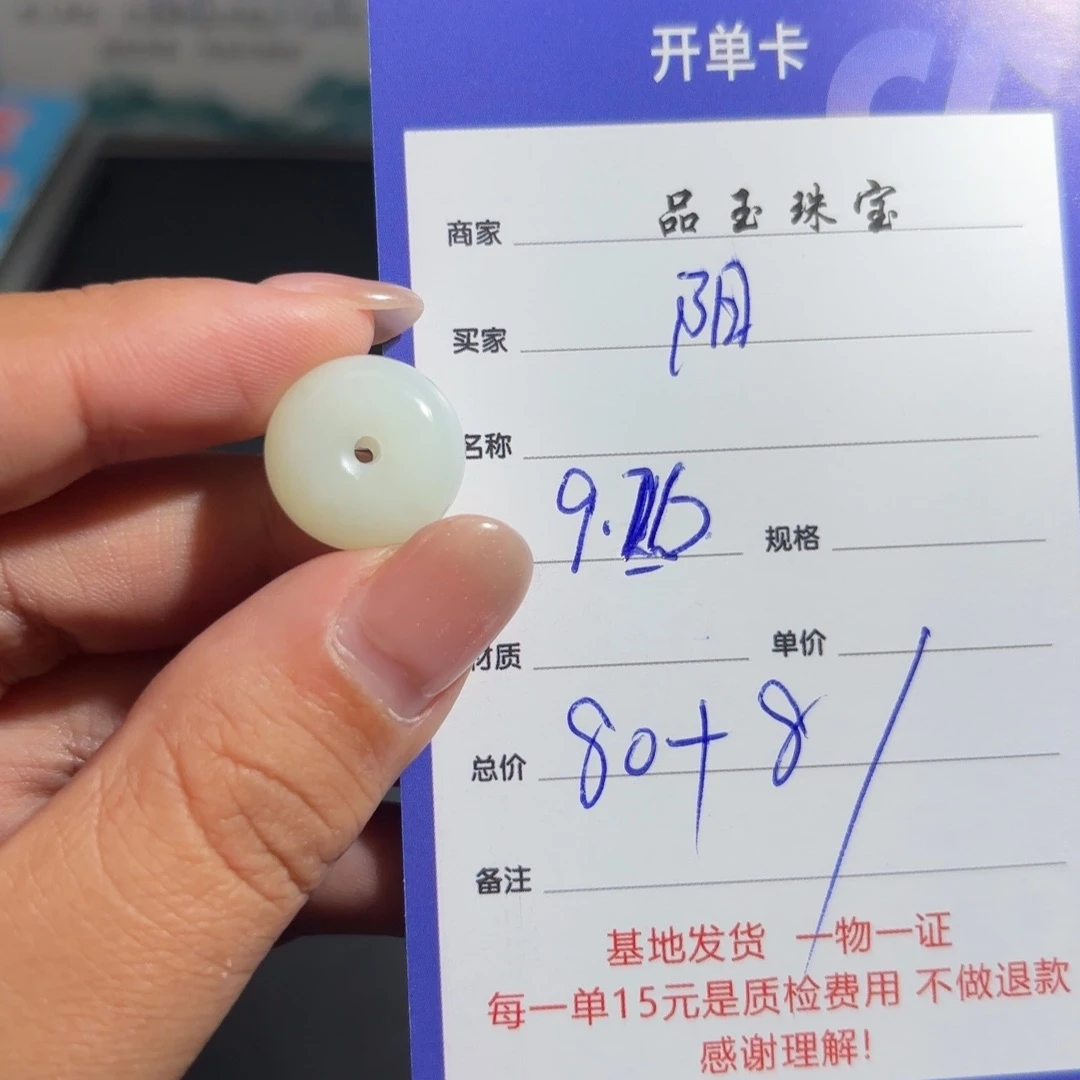 开单卡
商家 品玉珠宝
买家 阴
名称
9.26 规格
材质 单价
总价 80+8
备注
基地发货 一物一证
每一单15元是质检费用 不做退款
感谢理解!